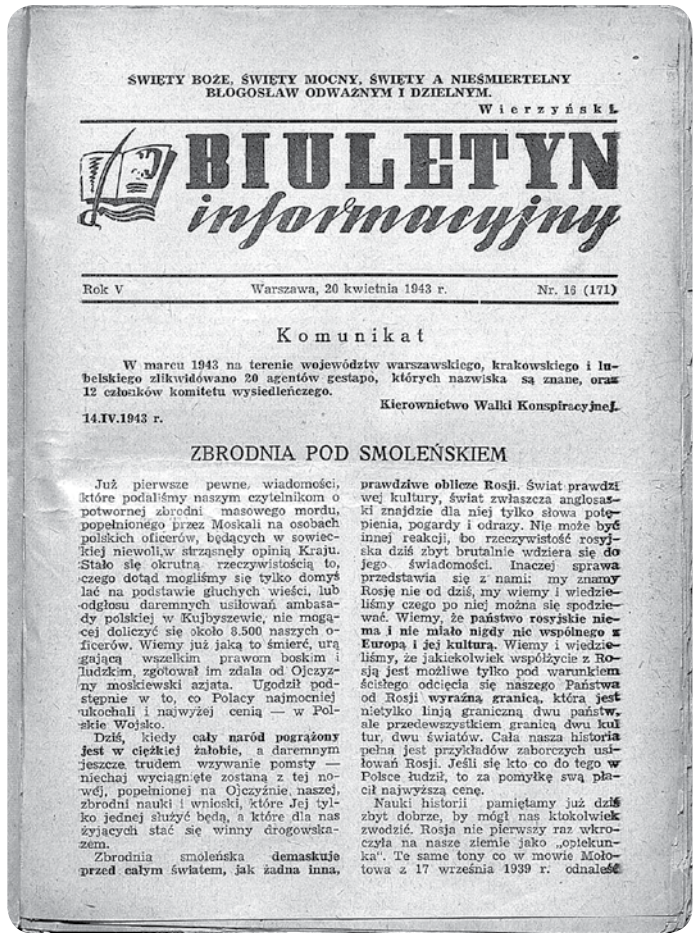 ŚWIĘTY BOŻE, ŚWIĘTY MOCNY, ŚWIĘTY A NIEŚMIERTELNY
BŁOGOSŁAW ODWAŻNYM I DZIELNYM.
Wierzyński.
BIULETYN
informacyjny
Rok V Warszawa, 20 kwietnia 1943 r. Nr. 16 (171)
Komunikat
W marcu 1943 na terenie województw warszawskiego, krakowskiego i lu-
belskiego zlikwidowano 20 agentów gestapo, których nazwiska są znane, oraz
12 członków komitetu wysiedleńczego.
Kierownictwo Walki Konspiracyjnej.
14.IV.1943 r.
ZBRODNIA POD SMOLEŃSKIEM
Już pierwsze pewne wiadomości,
które podaliśmy naszym czytelnikom o
potwornej zbrodni masowego mordu,
popełnionego przez Moskali na osobach
polskich oficerów, będących w sowiec-
kiej niewoli,w strząsnęły opinią Kraju.
Stało się okrutną rzeczywistością to,
czego dotąd mogliśmy się tylko domyś
lać na podstawie głuchych wieści, lub
odgłosu daremnych usiłowań ambasa-
dy polskiej w Kujbyszewie, nie mogą-
cej doliczyć się około 8.500 naszych o-
ficerów. Wiemy już jaką to śmierć, urą
gającą wszelkim prawom boskim i
ludzkim, zgotował im zdala od Ojczyz-
ny moskiewski azjata. Ugodził pod-
stępnie w to, co Polacy najmocniej
ukochali i najwyżej cenią — w Pol-
skie Wojsko.
Dziś, kiedy cały naród pogrążony
jest w ciężkiej żałobie, a daremnym
jeszcze trudem wzywanie pomsty —
niechaj wyciągnięte zostaną z tej no-
wéj, popełnionej na Ojczyźnie naszej,
zbrodni nauki i wnioski, które Jej tyl-
ko jednej służyć będą, a które dla nas
żyjących stać się winny drogowska-
zem.
Zbrodnia smoleńska demaskuje
przed całym światem, jak żadna inna,
prawdziwe oblicze Rosji. Świat prawdzi
wej kultury, świat zwłaszcza anglosas-
ki znajdzie dla niej tylko słowa potę-
pienia, pogardy i odrazy. Nie może być
innej reakcji, bo rzeczywistość rosyj-
ska dziś zbyt brutalnie wdziera się do
jego świadomości. Inaczej sprawa
przedstawia się z nami: my znamy
Rosję nie od dziś, my wiemy i wiedzie-
liśmy czego po niej można się spodzie-
wać. Wiemy, że państwo rosyjskie nie-
ma i nie miało nigdy nic wspólnego z
Europą i jej kulturą. Wiemy i wiedzie-
liśmy, że jakiekolwiek współżycie z Ro-
sją jest możliwe tylko pod warunkiem
ścisłego odcięcia się naszego Państwa
od Rosji wyraźną granicą, która jest
nietylko linją graniczną dwu państw,
ale przedewszystkiem granicą dwu kul
tur, dwu światów. Cała nasza historia
pełna jest przykładów zaborczych usi-
łowań Rosji. Jeśli się kto co do tego w
Polsce łudził, to za pomyłkę swą pła-
cił najwyższą cenę.
Nauki historii pamiętamy już dziś
zbyt dobrze, by mógł nas ktokolwiek
zwodzić. Rosja nie pierwszy raz wkro-
czyła na nasze ziemie jako „opiekun-
ka". Te same tony co w mowie Moło-
towa z 17 września 1939 r. odnaleść